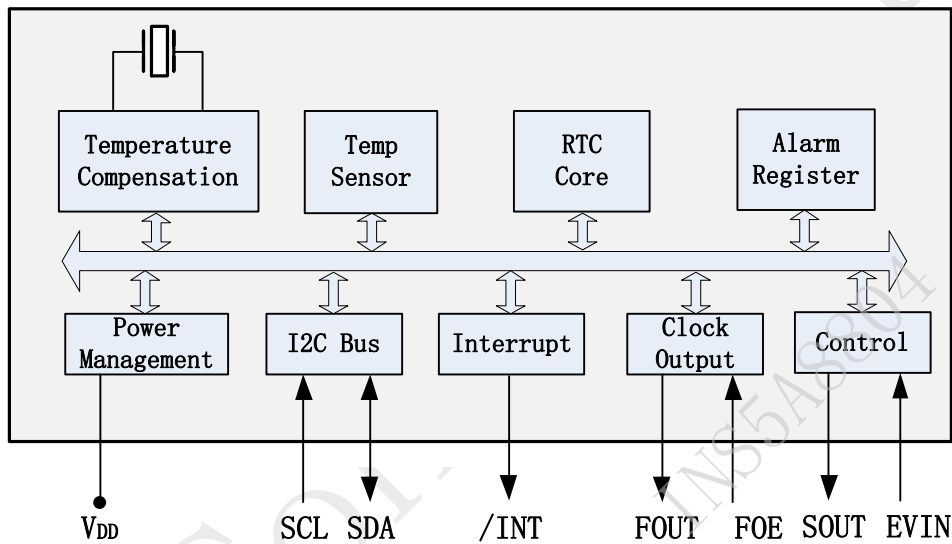 Temperature
Compensation
Temp
Sensor
RTC
Core
Alarm
Register
Power
Management
I2C Bus
Interrupt
Clock
Output
Control
VDD
SCL
SDA
/INT
FOUT
FOE
SOUT
EVIN
INS5A8804